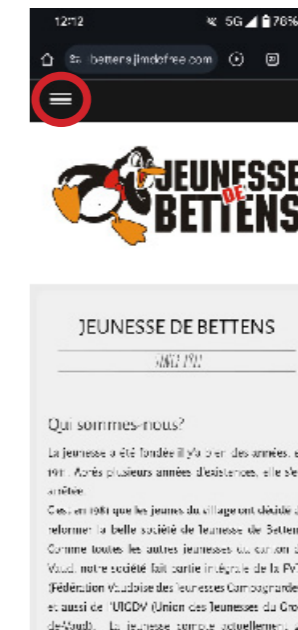 12:12
5G 78%
bettens.jimdofree.com
JEUNESSE
DE
BETTENS
JEUNESSE DE BETTENS
Qui sommes-nous?
La jeunesse a été fondée il y'a bien des années, e
1911. Après plusieurs années d'existences, elle s'e
arrêtée.
C'est en 1981 que les jeunes du village ont décidé
reformer la belle société de Jeunesse de Betten
Comme toutes les autres jeunesses du canton
Vaud, notre société fait partie intégrale de la FV
(Fédération Vaudoise des Jeunesses Campagnarde
et aussi de l'UJGDV (Union des Jeunesses du Gro
de-Vaud). La jeunesse compte actuellement